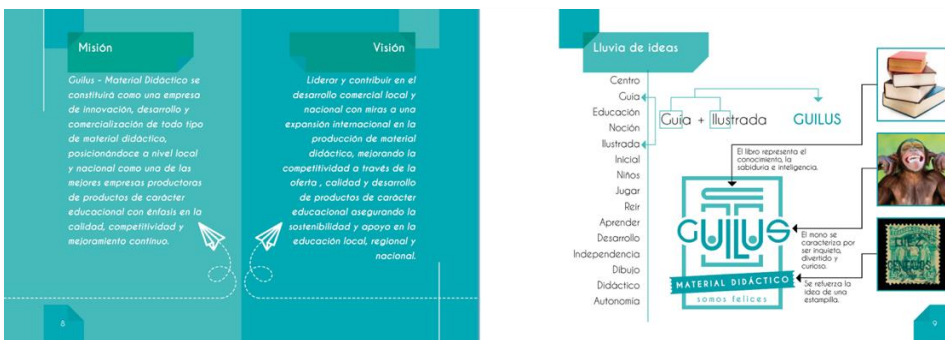 Misión
Guilus - Material Didáctico se
constituirá como una empresa
de innovación, desarrollo y
comercialización de todo tipo
de material didáctico,
posicionándoce a nivel local
y nacional como una de las
mejores empresas productoras
de productos de carácter
educacional con énfasis en la
calidad, competitividad y
mejoramiento continuo.
Visión
Liderar y contribuir en el
desarrollo comercial local y
nacional con miras a una
expansión internacional en la
producción de material
didáctico, mejorando la
competitividad a través de la
oferta , calidad y desarrollo
de productos de carácter
educacional asegurando la
sostenibilidad y apoyo en la
educación local, regional y
nacional.
8
Lluvia de ideas
Centro
Guia
Educación
Noción
Ilustrada
Inicial
Niños
Jugar
Reir
Aprender
Desarrollo
Independencia
Dibujo
Didáctico
Autonomia
Guia + Ilustrada
GUILUS
El libro representa el
conocimiento, la
sabiduria e inteligencia.
GUILUS
MATERIAL DIDÁCTICO
somos felices
El mono se
caracteriza por
ser inquieto,
divertido y
curioso.
Se refuerza la
idea de una
estampilla.
DIEZ
CENTAVOS
9